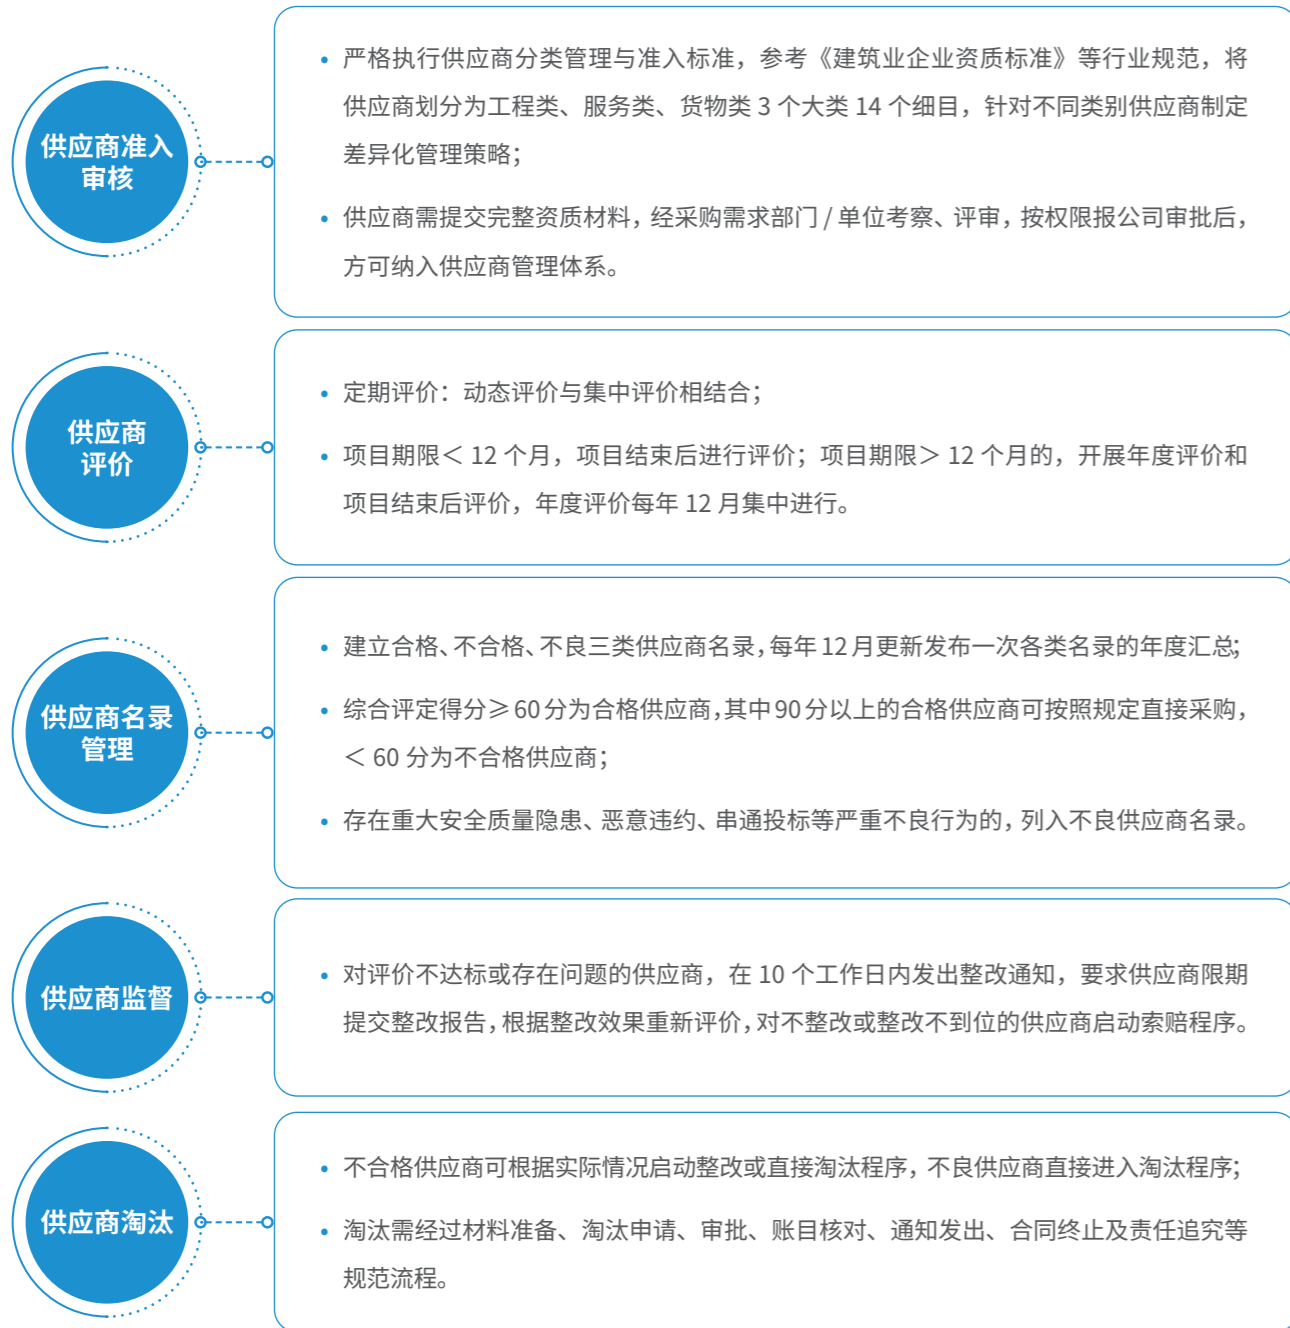 供应商准入
审核
• 严格执行供应商分类管理与准入标准，参考《建筑业企业资质标准》等行业规范，将
供应商划分为工程类、服务类、货物类 3 个大类 14 个细目，针对不同类别供应商制定
差异化管理策略；
• 供应商需提交完整资质材料，经采购需求部门 / 单位考察、评审，按权限报公司审批后，
方可纳入供应商管理体系。
供应商
评价
• 定期评价：动态评价与集中评价相结合；
• 项目期限＜ 12 个月，项目结束后进行评价；项目期限＞ 12 个月的，开展年度评价和
项目结束后评价，年度评价每年 12 月集中进行。
供应商名录
管理
• 建立合格、不合格、不良三类供应商名录，每年 12 月更新发布一次各类名录的年度汇总；
• 综合评定得分≥ 60 分为合格供应商，其中 90 分以上的合格供应商可按照规定直接采购，
＜ 60 分为不合格供应商；
• 存在重大安全质量隐患、恶意违约、串通投标等严重不良行为的，列入不良供应商名录。
供应商监督
• 对评价不达标或存在问题的供应商，在 10 个工作日内发出整改通知，要求供应商限期
提交整改报告，根据整改效果重新评价，对不整改或整改不到位的供应商启动索赔程序。
供应商淘汰
• 不合格供应商可根据实际情况启动整改或直接淘汰程序，不良供应商直接进入淘汰程序；
• 淘汰需经过材料准备、淘汰申请、审批、账目核对、通知发出、合同终止及责任追究等
规范流程。